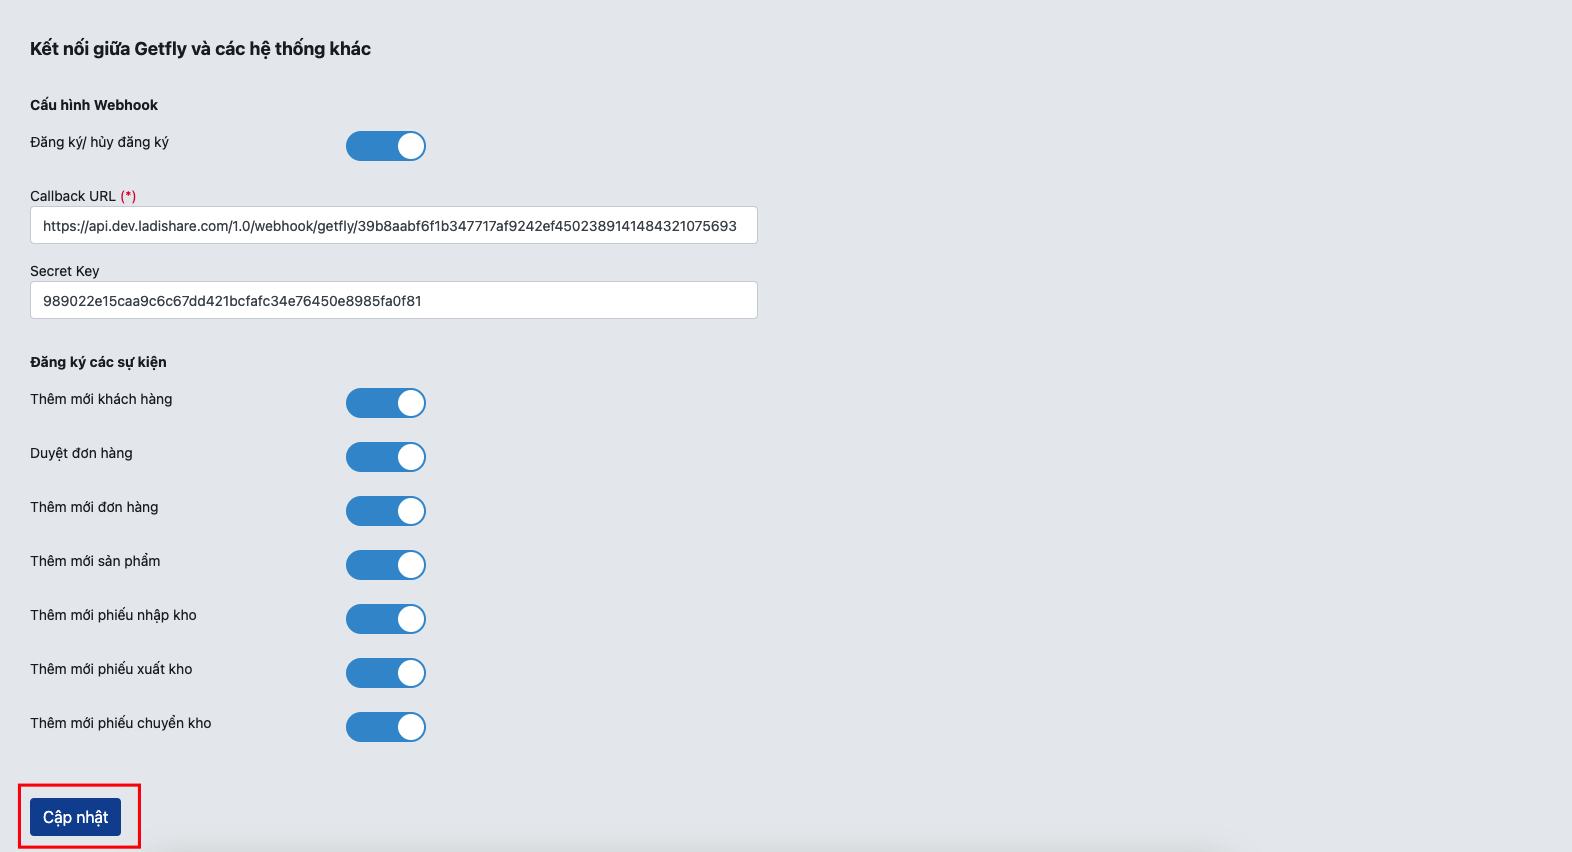 Kết nối giữa Getfly và các hệ thống khác
Cấu hình Webhook
Đăng ký/ hủy đăng ký
Callback URL (*)
https://api.dev.ladishare.com/1.0/webhook/getfly/39b8aabf6f1b347717af9242ef4502389141484321075693
Secret Key
989022e15caa9c6c67dd421bcfafc34e76450e8985fa0f81
Đăng ký các sự kiện
Thêm mới khách hàng
Duyệt đơn hàng
Thêm mới đơn hàng
Thêm mới sản phẩm
Thêm mới phiếu nhập kho
Thêm mới phiếu xuất kho
Thêm mới phiếu chuyển kho
Cập nhật